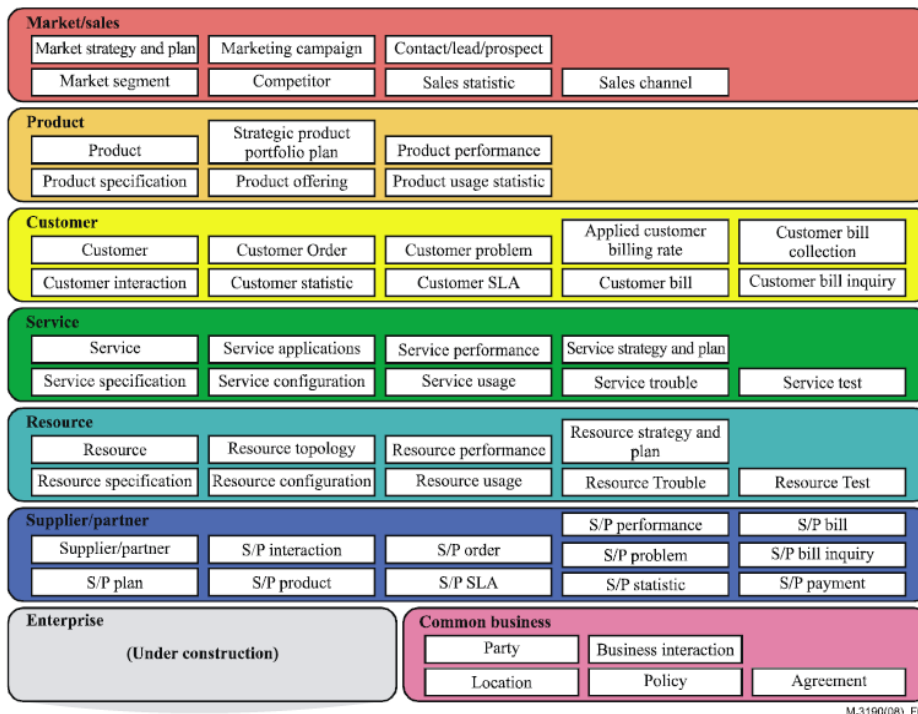 Market/sales
Market strategy and plan
Marketing campaign
Contact/lead/prospect
Market segment
Competitor
Sales statistic
Sales channel
Product
Product
Strategic product
portfolio plan
Product performance
Product specification
Product offering
Product usage statistic
Customer
Customer
Customer Order
Customer problem
Applied customer
billing rate
Customer bill
collection
Customer interaction
Customer statistic
Customer SLA
Customer bill
Customer bill inquiry
Service
Service
Service applications
Service performance
Service strategy and plan
Service specification
Service configuration
Service usage
Service trouble
Service test
Resource
Resource
Resource topology
Resource performance
Resource strategy and
plan
Resource specification
Resource configuration
Resource usage
Resource Trouble
Resource Test
Supplier/partner
S/P performance
S/P bill
Supplier/partner
S/P interaction
S/P order
S/P problem
S/P bill inquiry
S/P plan
S/P product
S/P SLA
S/P statistic
S/P payment
Enterprise
(Under construction)
Common business
Party
Business interaction
Location
Policy
Agreement
M-3190(08)